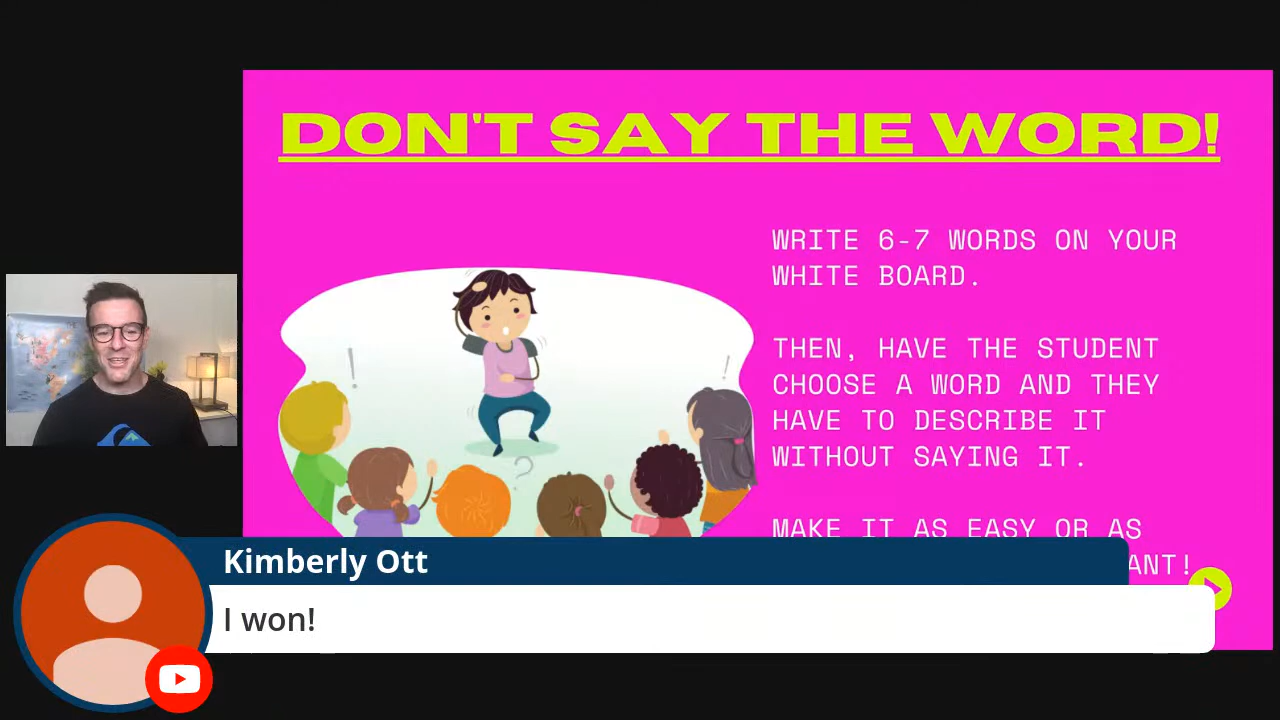 DON'T SAY THE WORD!
WRITE 6-7 WORDS ON YOUR
WHITE BOARD.
THEN, HAVE THE STUDENT
CHOOSE A WORD AND THEY
HAVE TO DESCRIBE IT
WITHOUT SAYING IT.
MAKE IT AS EASY OR AS
ANT!
Kimberly Ott
I won!